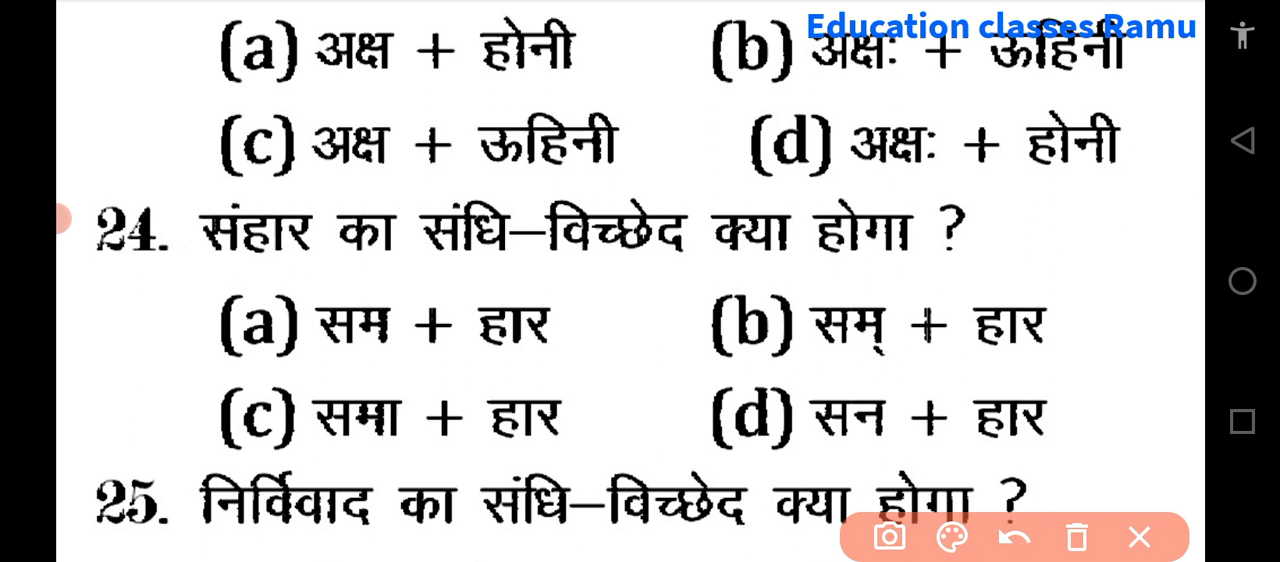 Education classes Ramu
(a) अक्ष + होनी (b) अक्षः + ऊहिनी
(c) अक्ष + ऊहिनी (d) अक्षः + होनी
24. संहार का संधि–विच्छेद क्या होगा ?
(a) सम + हार (b) सम् + हार
(c) समा + हार (d) सन + हार
25. निर्विवाद का संधि–विच्छेद क्या होगा ?